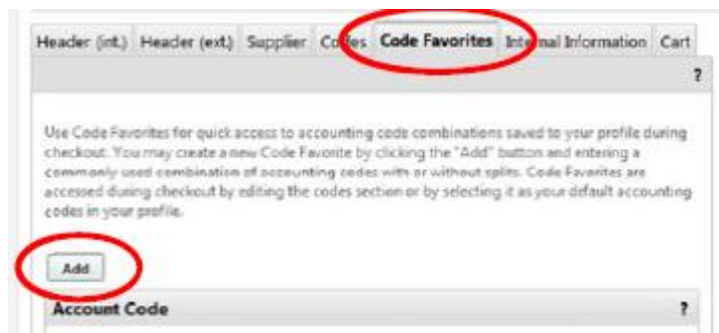 Header (int.) Header (ext.) Supplier Codes Code Favorites Internal Information Cart
?
Use Code Favorites for quick access to accounting code combinations saved to your profile during
checkout. You may create a new Code Favorite by clicking the "Add" button and entering a
commonly used combination of accounting codes with or without splits. Code Favorites are
accessed during checkout by editing the codes section or by selecting it as your default accounting
codes in your profile.
Add
Account Code ?